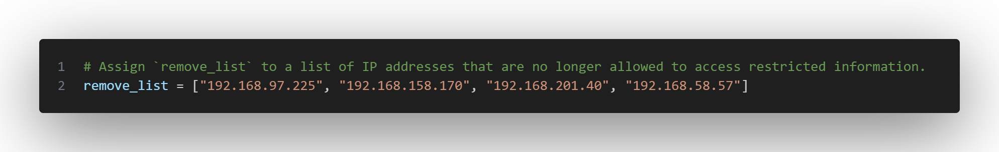 1 # Assign `remove_list` to a list of IP addresses that are no longer allowed to access restricted information.
2 remove_list = ["192.168.97.225", "192.168.158.170", "192.168.201.40", "192.168.58.57"]